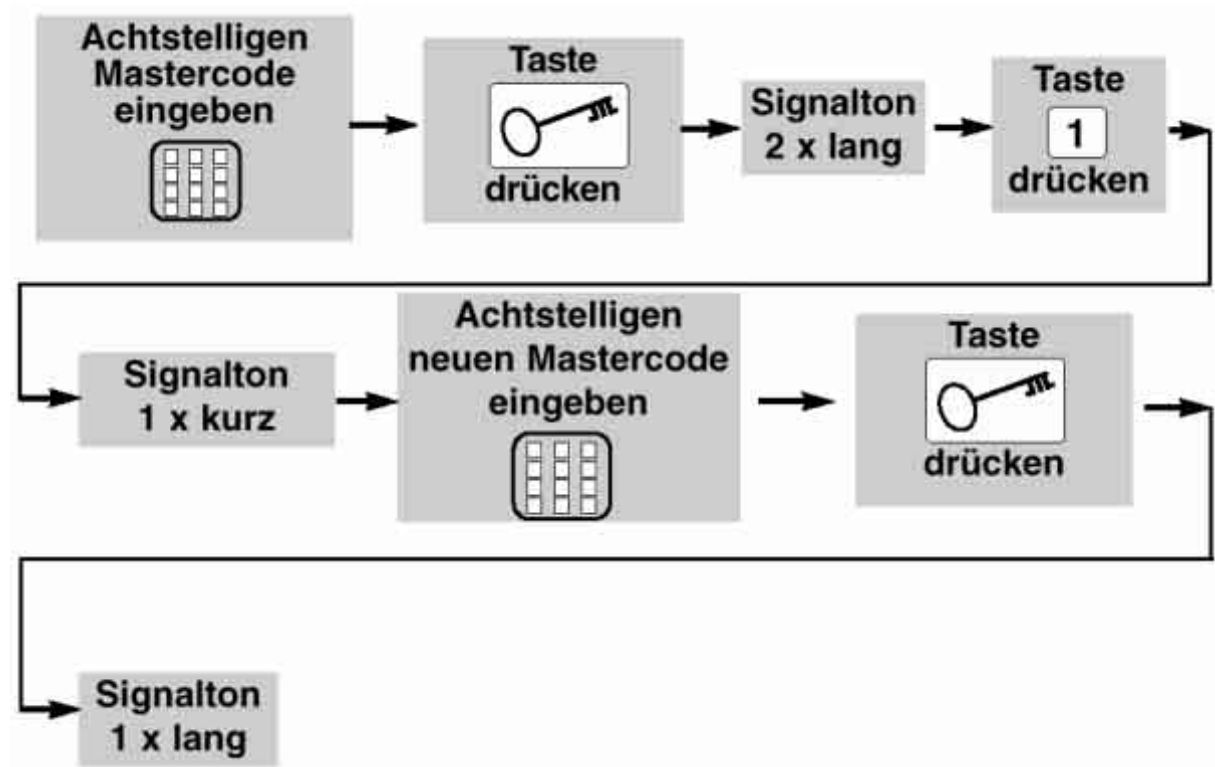 Achtstelligen
Mastercode
eingeben
Taste
drücken
Signalton
2 x lang
Taste
1
drücken
Signalton
1 x kurz
Achtstelligen
neuen Mastercode
eingeben
Taste
drücken
Signalton
1 x lang